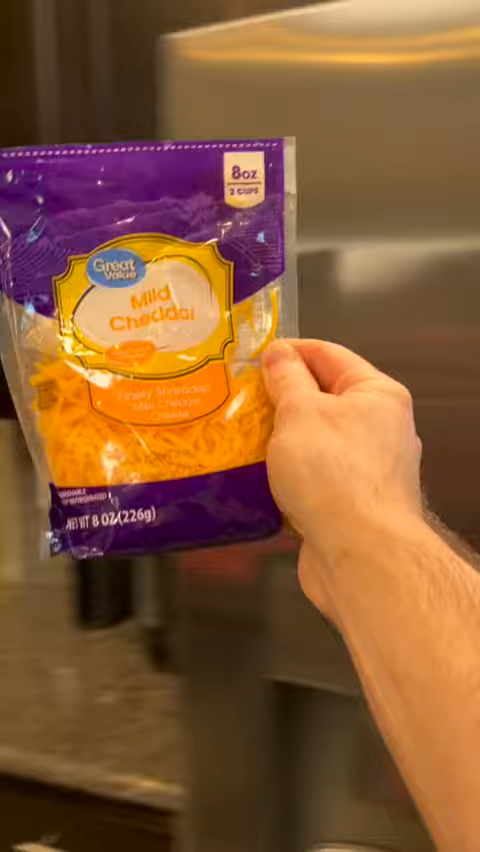 8oz
2 CUPS
Great
Value
Mild
Cheddar
Finely Shredded
Mild Cheddar
Cheese
NET WT 8 OZ (226g)